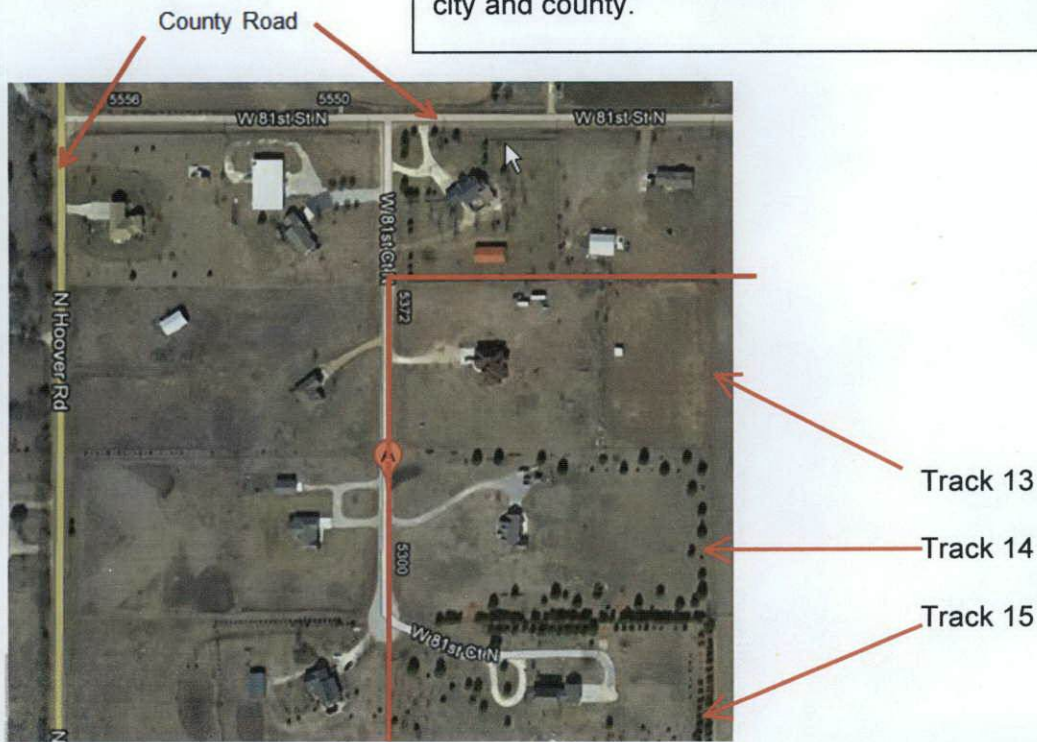 city and county.
County Road
5556
5550
W 81st St N
W 81st St N
W 81st Ct N
5372
N Hoover Rd
A
Track 13
Track 14
5300
Track 15
W 81st Ct N
N